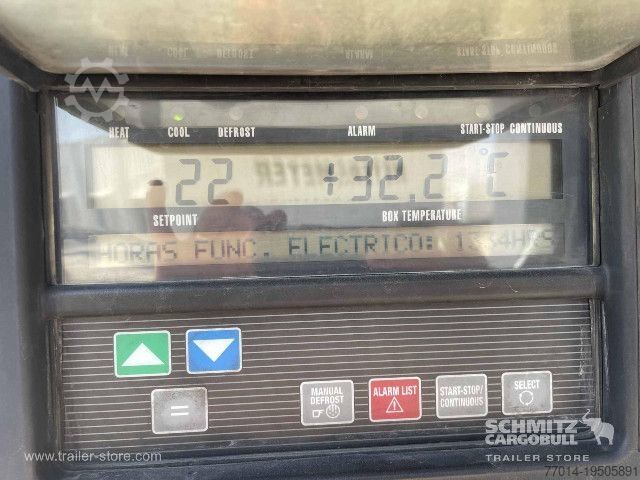 HEAT COOL DEFROST ALARM START-STOP CONTINUOUS
22 +32.2 °C
SETPOINT BOX TEMPERATURE
HORAS FUNC. ELECTRICO: 1334HRS
MANUAL DEFROST
ALARM LIST
START-STOP/ CONTINUOUS
SELECT
=
SCHMITZ CARGOBULL
TRAILER STORE
www.trailer-store.com
77014-19505891